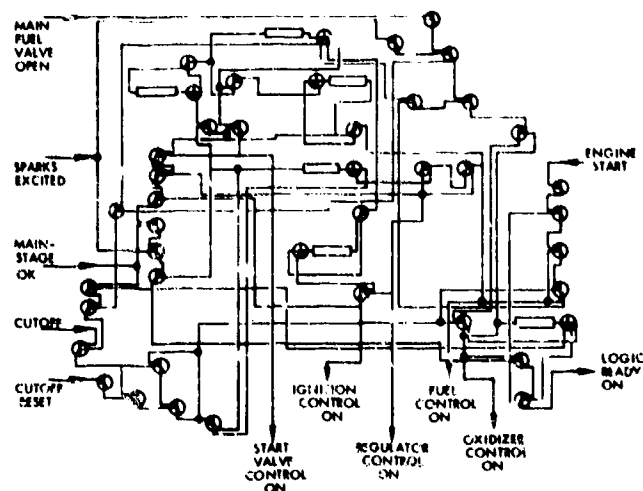 MAIN
FUEL VALVE
OPEN
SPARKS
EXCITED
MAIN-
STAGE
OK
CUTOFF
CUTOFF
RESET
ENGINE
START
LOGIC
READY
ON
IGNITION
CONTROL
ON
FUEL
CONTROL
ON
START
VALVE
CONTROL
ON
REGULATOR
CONTROL
ON
OXIDIZER
CONTROL
ON